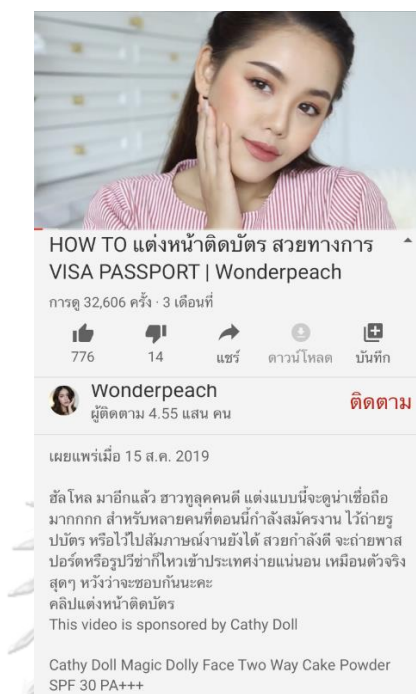 HOW TO แต่งหน้าติดบัตร สวยทางการ
VISA PASSPORT | Wonderpeach
การดู 32,606 ครั้ง · 3 เดือนที่
776
14
แชร์
ดาวน์โหลด
บันทึก
Wonderpeach
ผู้ติดตาม 4.55 แสน คน
ติดตาม
เผยแพร่เมื่อ 15 ส.ค. 2019
ฮัลโหล มาอีกแล้ว ฮาวทูลุคคนดี แต่งแบบนี้จะดูน่าเชื่อถือ
มากกกก สำหรับหลายคนที่ตอนนี้กำลังสมัครงาน ไว้ถ่ายรู
ปบัตร หรือไว้ไปสัมภาษณ์งานยังได้ สวยกำลังดี จะถ่ายพาส
ปอร์ตหรือรูปวีซ่าก็ไหวเข้าประเทศง่ายแน่นอน เหมือนตัวจริง
สุดๆ หวังว่าจะชอบกันนะคะ
คลิปแต่งหน้าติดบัตร
This video is sponsored by Cathy Doll
Cathy Doll Magic Dolly Face Two Way Cake Powder
SPF 30 PA+++